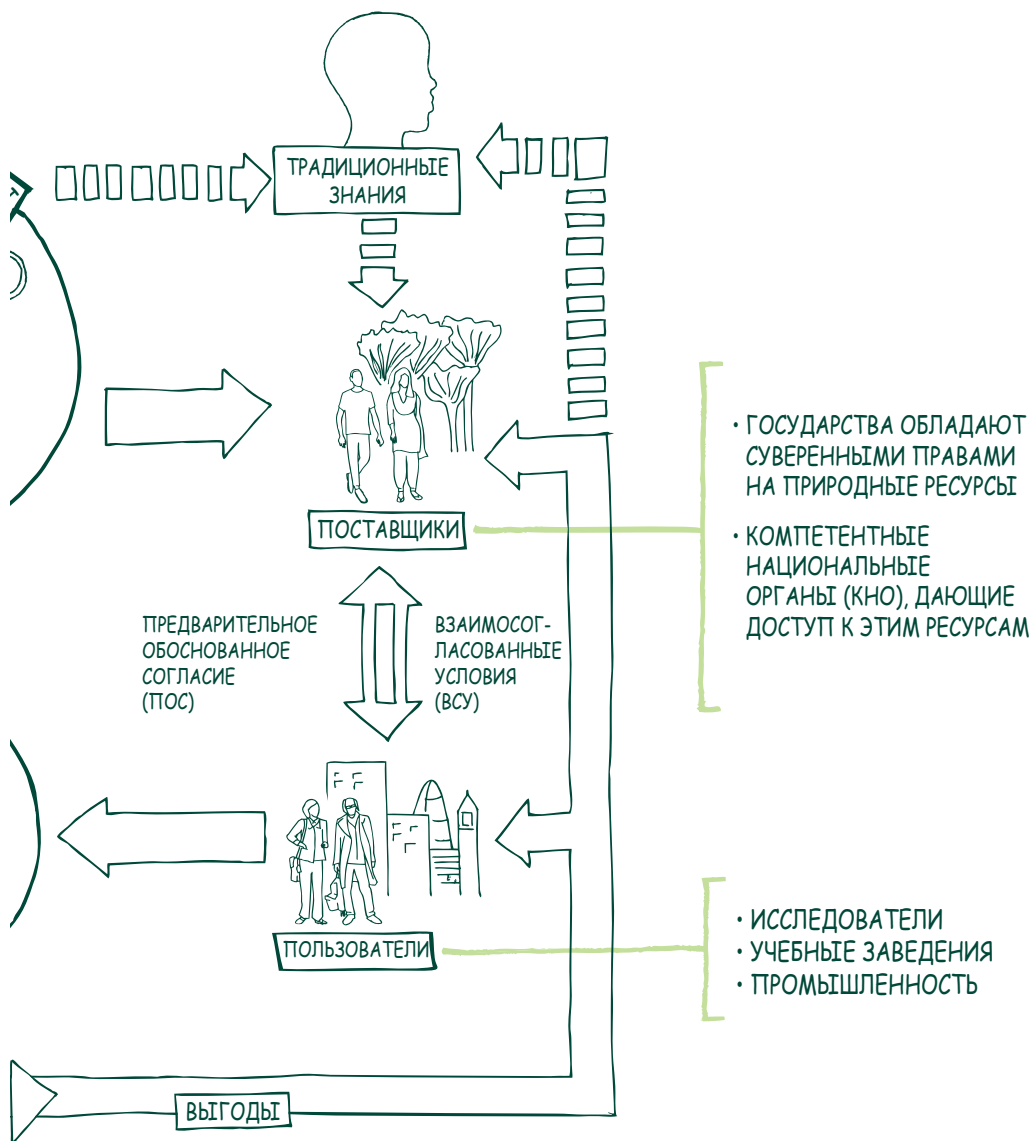 ТРАДИЦИОННЫЕ
ЗНАНИЯ
ПОСТАВЩИКИ
• ГОСУДАРСТВА ОБЛАДАЮТ
СУВЕРЕННЫМИ ПРАВАМИ
НА ПРИРОДНЫЕ РЕСУРСЫ
• КОМПЕТЕНТНЫЕ
НАЦИОНАЛЬНЫЕ
ОРГАНЫ (КНО), ДАЮЩИЕ
ДОСТУП К ЭТИМ РЕСУРСАМ
ПРЕДВАРИТЕЛЬНОЕ
ОБОСНОВАННОЕ
СОГЛАСИЕ
(ПОС)
ВЗАИМОСОГ-
ЛАСОВАННЫЕ
УСЛОВИЯ
(ВСУ)
ПОЛЬЗОВАТЕЛИ
• ИССЛЕДОВАТЕЛИ
• УЧЕБНЫЕ ЗАВЕДЕНИЯ
• ПРОМЫШЛЕННОСТЬ
ВЫГОДЫ